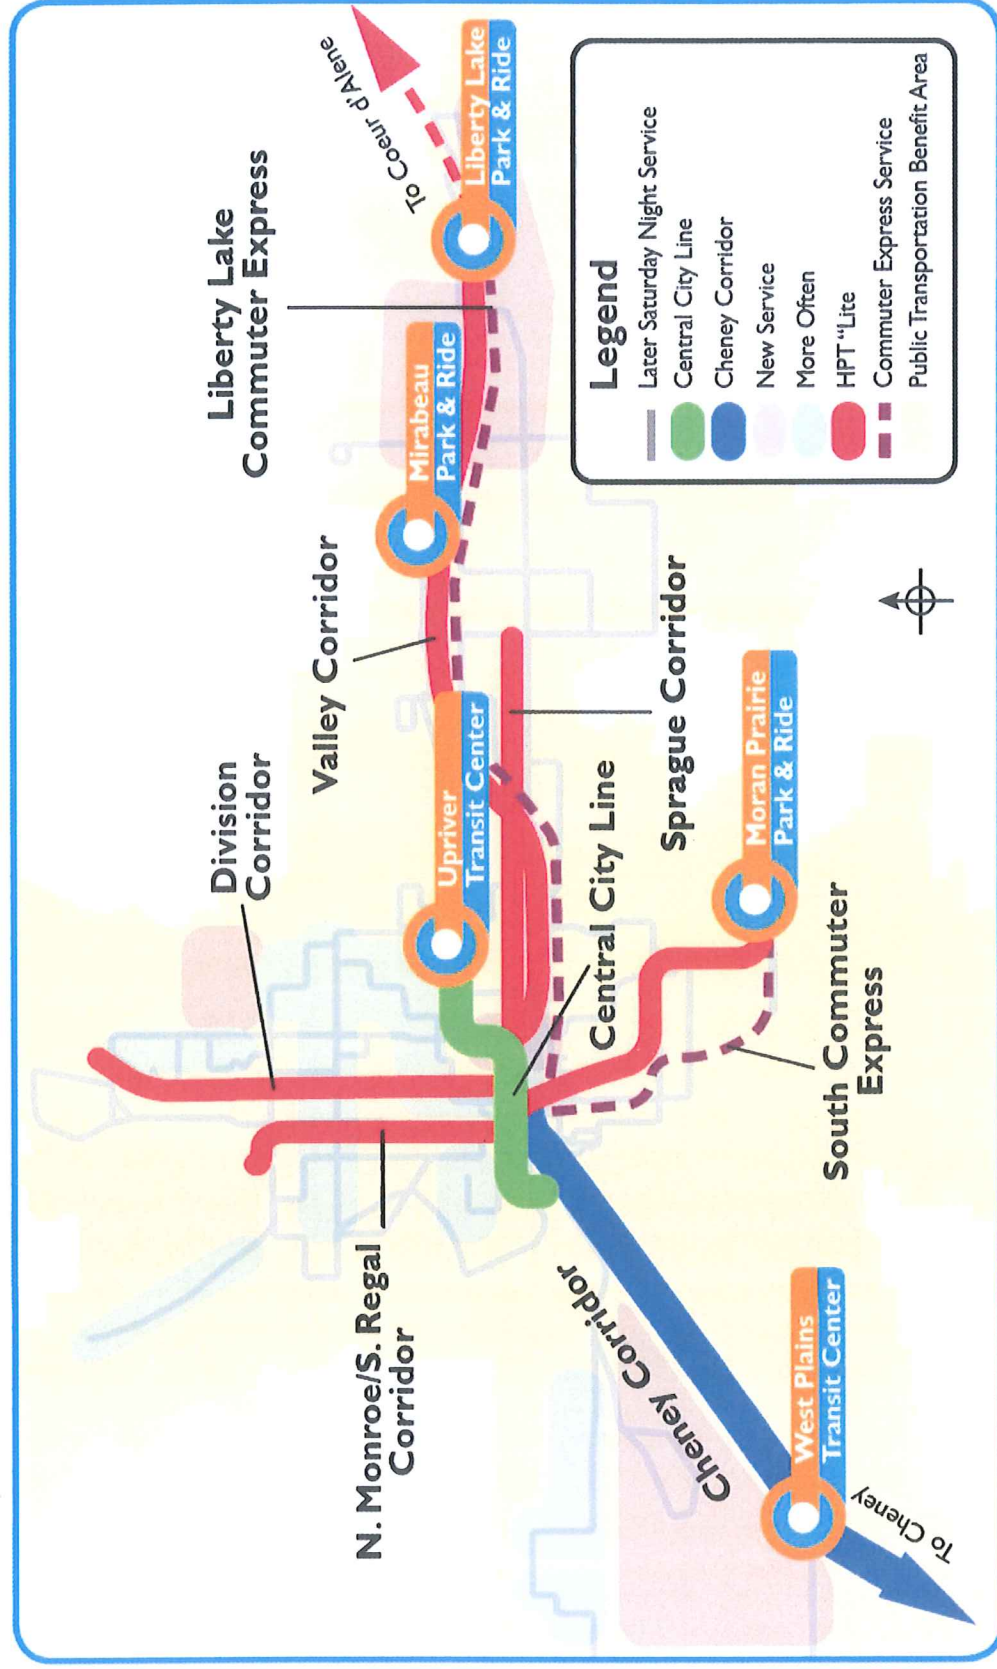 To Coeur d'Alene
Liberty Lake
Commuter Express
Liberty Lake
Park & Ride
Mirabeau
Park & Ride
Valley Corridor
Division
Corridor
Upriver
Transit Center
N. Monroe/S. Regal
Corridor
Sprague Corridor
Central City Line
Moran Prairie
Park & Ride
South Commuter
Express
Cheney Corridor
West Plains
Transit Center
To Cheney
Legend
Later Saturday Night Service
Central City Line
Cheney Corridor
New Service
More Often
HPT "Lite
Commuter Express Service
Public Transportation Benefit Area